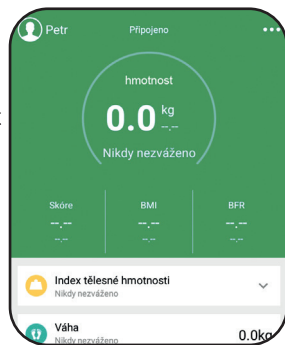 Petr
Připojeno
hmotnost
0.0 kg
--.--
Nikdy nezváženo
Skóre BMI BFR
--.-- --.-- --.--
--.-- --.-- --.--
Index tělesné hmotnosti
Nikdy nezváženo
Váha 0.0kg
Nikdy nezváženo